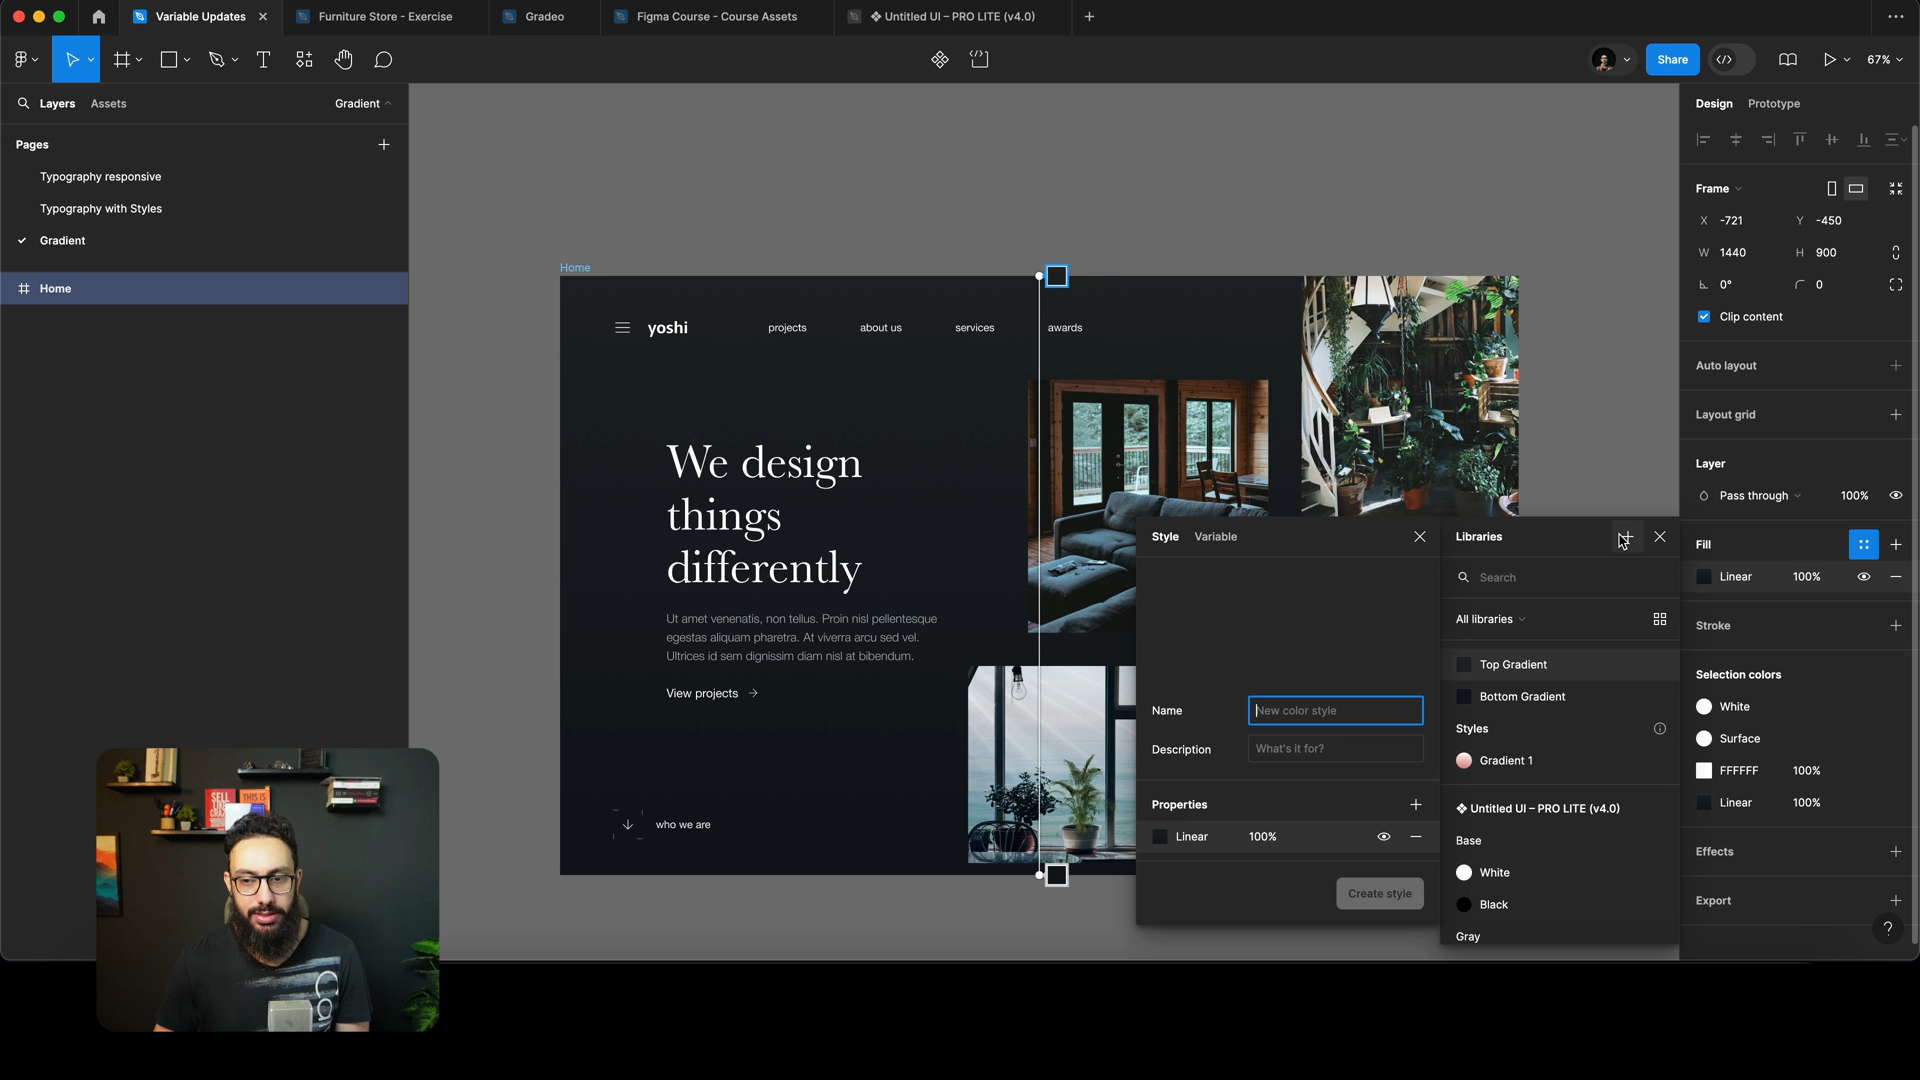 Variable Updates
Furniture Store - Exercise
Gradeo
Figma Course - Course Assets
❖ Untitled UI – PRO LITE (v4.0)
Share
67%
Layers
Assets
Gradient
Pages
Typography responsive
Typography with Styles
Gradient
Home
Home
yoshi
projects
about us
services
awards
We design
things
differently
Ut amet venenatis, non tellus. Proin nisl pellentesque
egestas aliquam pharetra. At viverra arcu sed vel.
Ultrices id sem dignissim diam nisl at bibendum.
View projects
who we are
SELL
LIKE
CRAZY
THIS IS
Style
Variable
Name
New color style
Description
What's it for?
Properties
Linear
100%
Create style
Libraries
Search
All libraries
Top Gradient
Bottom Gradient
Styles
Gradient 1
❖ Untitled UI – PRO LITE (v4.0)
Base
White
Black
Gray
Design
Prototype
Frame
X -721
Y -450
W 1440
H 900
0°
0
Clip content
Auto layout
Layout grid
Layer
Pass through
100%
Fill
Linear
100%
Stroke
Selection colors
White
Surface
FFFFFF
100%
Linear
100%
Effects
Export
?